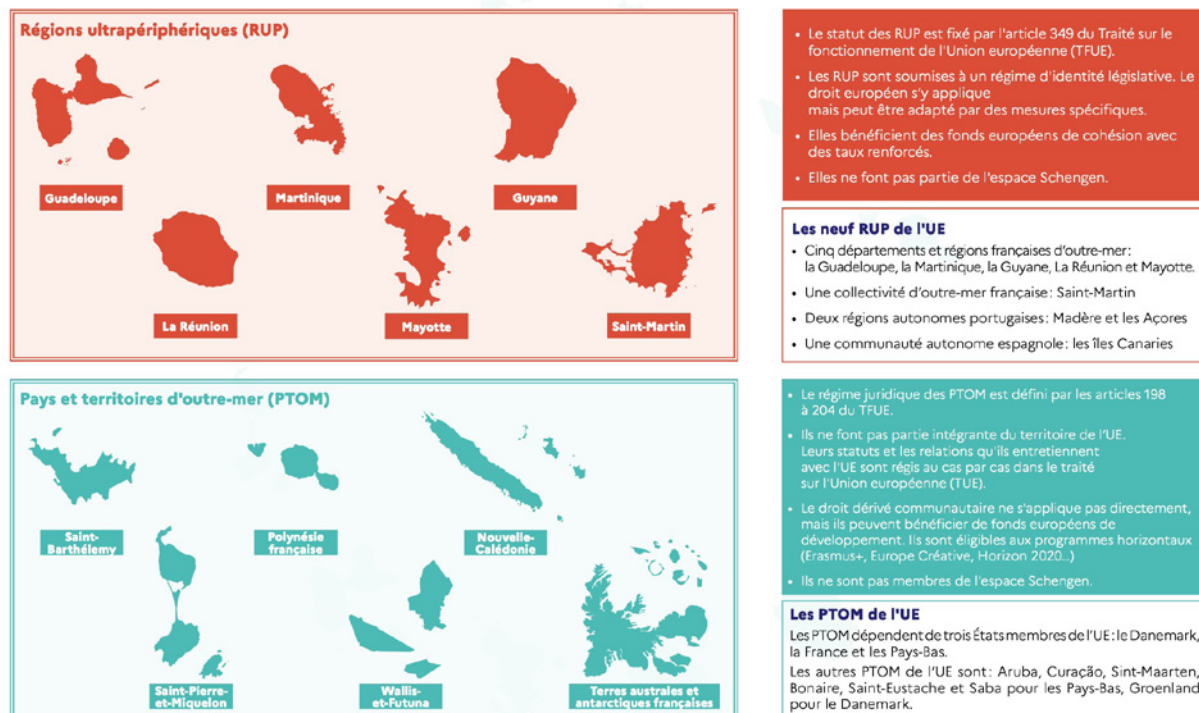 Régions ultrapériphériques (RUP)
Guadeloupe
Martinique
Guyane
La Réunion
Mayotte
Saint-Martin
• Le statut des RUP est fixé par l'article 349 du Traité sur le
fonctionnement de l'Union européenne (TFUE).
• Les RUP sont soumises à un régime d'identité législative. Le
droit européen s'y applique
mais peut être adapté par des mesures spécifiques.
• Elles bénéficient des fonds européens de cohésion avec
des taux renforcés.
• Elles ne font pas partie de l'espace Schengen.
Les neuf RUP de l'UE
• Cinq départements et régions françaises d'outre-mer:
la Guadeloupe, la Martinique, la Guyane, La Réunion et Mayotte.
• Une collectivité d'outre-mer française: Saint-Martin
• Deux régions autonomes portugaises: Madère et les Açores
• Une communauté autonome espagnole: les îles Canaries
Pays et territoires d'outre-mer (PTOM)
Saint-
Barthélemy
Polynésie
française
Nouvelle-
Calédonie
Saint-Pierre-
et-Miquelon
Wallis-
et-Futuna
Terres australes et
antarctiques françaises
• Le régime juridique des PTOM est défini par les articles 198
à 204 du TFUE.
• Ils ne font pas partie intégrante du territoire de l'UE.
Leurs statuts et les relations qu'ils entretiennent
avec l'UE sont régis au cas par cas dans le traité
sur l'Union européenne (TUE).
• Le droit dérivé communautaire ne s'applique pas directement,
mais ils peuvent bénéficier de fonds européens de
développement. Ils sont éligibles aux programmes horizontaux
(Erasmus+, Europe Créative, Horizon 2020...)
• Ils ne sont pas membres de l'espace Schengen.
Les PTOM de l'UE
Les PTOM dépendent de trois États membres de l'UE: le Danemark,
la France et les Pays-Bas.
Les autres PTOM de l'UE sont: Aruba, Curação, Sint-Maarten,
Bonaire, Saint-Eustache et Saba pour les Pays-Bas, Groenland
pour le Danemark.